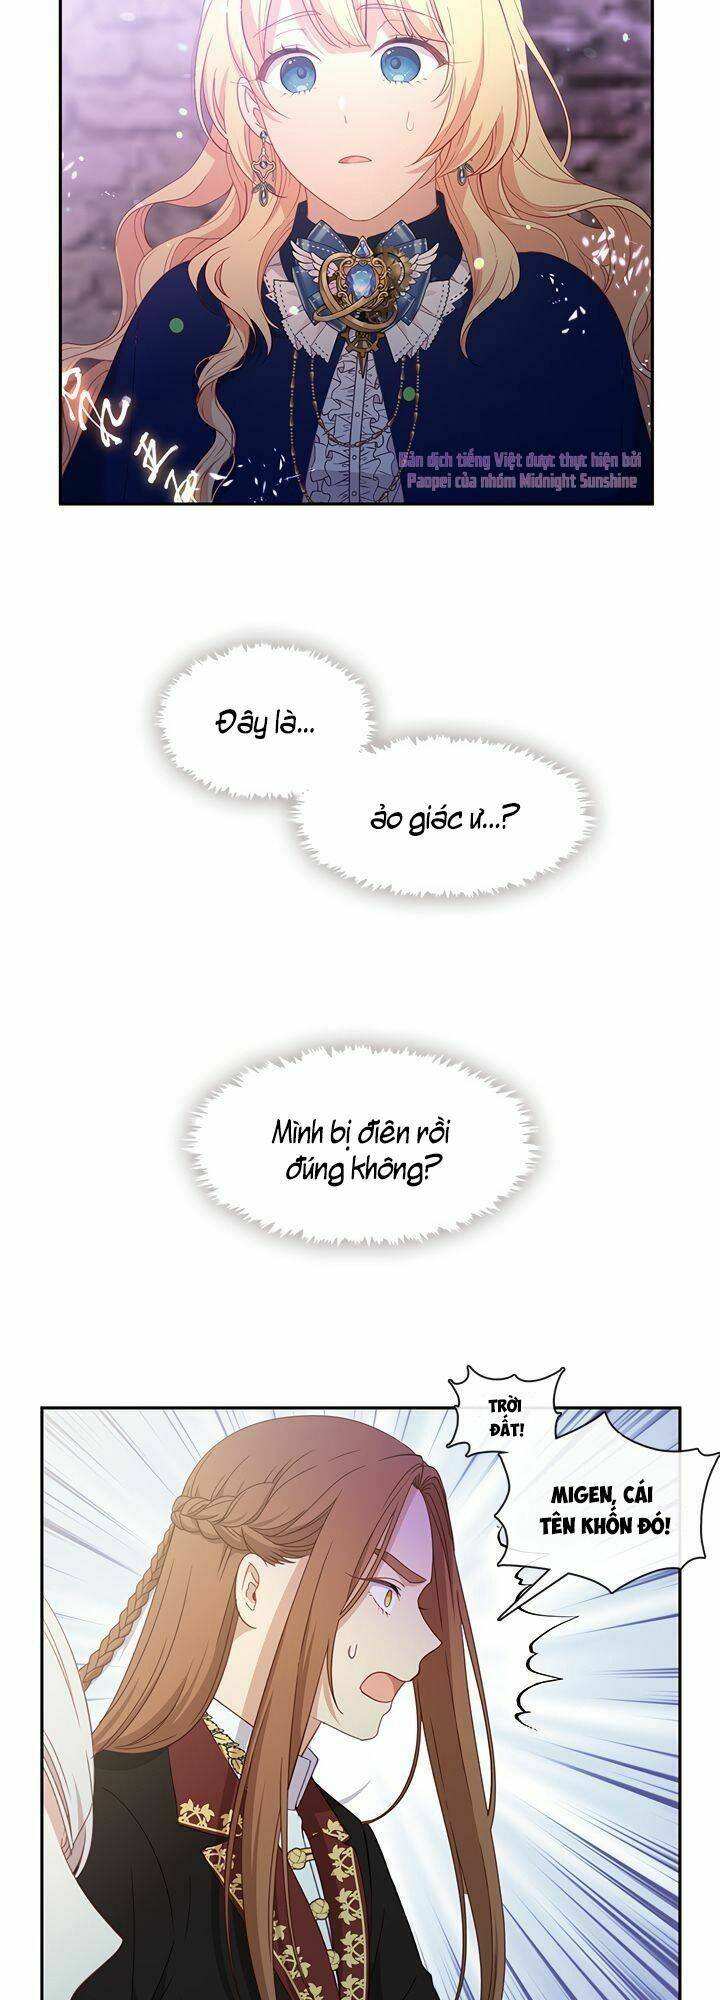 Bản dịch tiếng Việt được thực hiện bởi
Paopei của nhóm Midnight Sunshine
Đây là...
ảo giác ư...?
Mình bị điên rồi
đúng không?
TRỜI
ĐẤT!
MIGEN, CÁI
TÊN KHỐN ĐÓ!